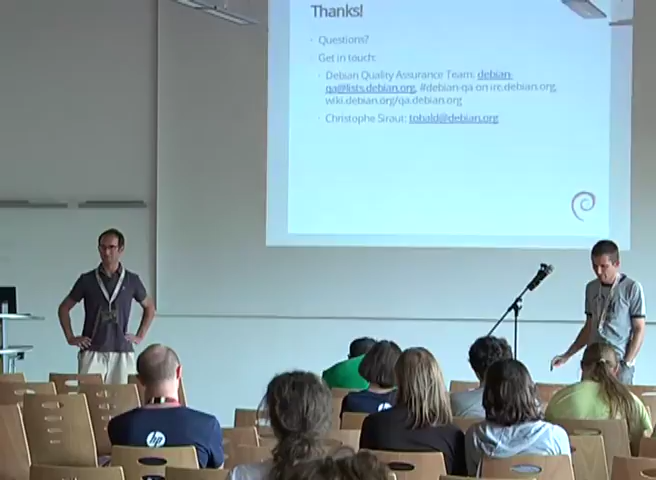 Thanks!
Questions?
Get in touch:
Debian Quality Assurance Team: debian-
qa@lists.debian.org, #debian-qa on irc.debian.org,
wiki.debian.org/qa.debian.org
Christophe Siraut: tobald@debian.org
hp